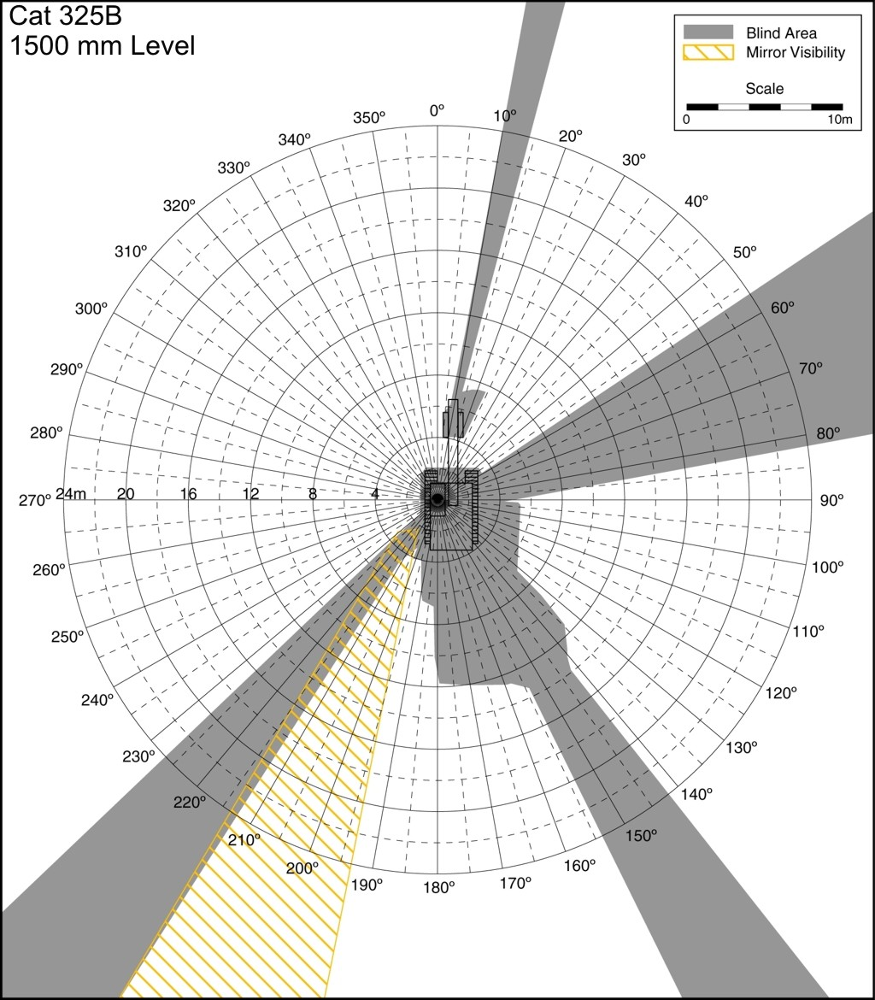 Cat 325B
1500 mm Level
Blind Area
Mirror Visibility
Scale
0 10m
0º
10º
20º
30º
40º
50º
60º
70º
80º
90º
100º
110º
120º
130º
140º
150º
160º
170º
180º
190º
200º
210º
220º
230º
240º
250º
260º
270º
280º
290º
300º
310º
320º
330º
340º
350º
24m 20 16 12 8 4